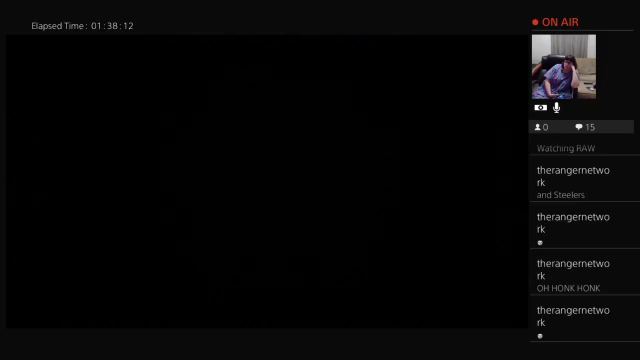 Elapsed Time : 01:38:12
ON AIR
0
15
Watching RAW
therangernetwo
rk
and Steelers
therangernetwo
rk
therangernetwo
rk
OH HONK HONK
therangernetwo
rk